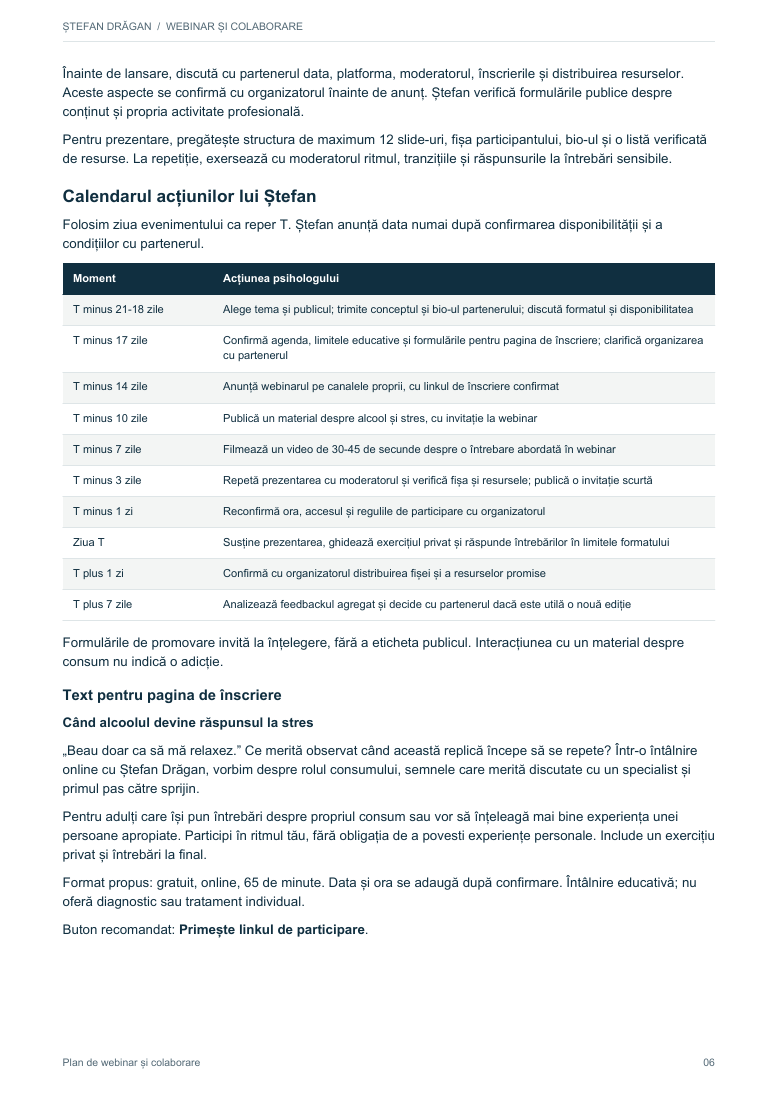 ȘTEFAN DRĂGAN / WEBINAR ȘI COLABORARE
Înainte de lansare, discută cu partenerul data, platforma, moderatorul, înscrierile și distribuirea resurselor.
Aceste aspecte se confirmă cu organizatorul înainte de anunț. Ștefan verifică formulările publice despre
conținut și propria activitate profesională.
Pentru prezentare, pregătește structura de maximum 12 slide-uri, fișa participantului, bio-ul și o listă verificată
de resurse. La repetiție, exersează cu moderatorul ritmul, tranzițiile și răspunsurile la întrebări sensibile.
Calendarul acțiunilor lui Ștefan
Folosim ziua evenimentului ca reper T. Ștefan anunță data numai după confirmarea disponibilității și a
condițiilor cu partenerul.
Moment Acțiunea psihologului
T minus 21-18 zile Alege tema și publicul; trimite conceptul și bio-ul partenerului; discută formatul și disponibilitatea
T minus 17 zile Confirmă agenda, limitele educative și formulările pentru pagina de înscriere; clarifică organizarea
cu partenerul
T minus 14 zile Anunță webinarul pe canalele proprii, cu linkul de înscriere confirmat
T minus 10 zile Publică un material despre alcool și stres, cu invitație la webinar
T minus 7 zile Filmează un video de 30-45 de secunde despre o întrebare abordată în webinar
T minus 3 zile Repetă prezentarea cu moderatorul și verifică fișa și resursele; publică o invitație scurtă
T minus 1 zi Reconfirmă ora, accesul și regulile de participare cu organizatorul
Ziua T Susține prezentarea, ghidează exercițiul privat și răspunde întrebărilor în limitele formatului
T plus 1 zi Confirmă cu organizatorul distribuirea fișei și a resurselor promise
T plus 7 zile Analizează feedbackul agregat și decide cu partenerul dacă este utilă o nouă ediție
Formulările de promovare invită la înțelegere, fără a eticheta publicul. Interacțiunea cu un material despre
consum nu indică o adicție.
Text pentru pagina de înscriere
Când alcoolul devine răspunsul la stres
„Beau doar ca să mă relaxez.” Ce merită observat când această replică începe să se repete? Într-o întâlnire
online cu Ștefan Drăgan, vorbim despre rolul consumului, semnele care merită discutate cu un specialist și
primul pas către sprijin.
Pentru adulți care își pun întrebări despre propriul consum sau vor să înțeleagă mai bine experiența unei
persoane apropiate. Participi în ritmul tău, fără obligația de a povesti experiențe personale. Include un exercițiu
privat și întrebări la final.
Format propus: gratuit, online, 65 de minute. Data și ora se adaugă după confirmare. Întâlnire educativă; nu
oferă diagnostic sau tratament individual.
Buton recomandat: Primește linkul de participare.
Plan de webinar și colaborare 06